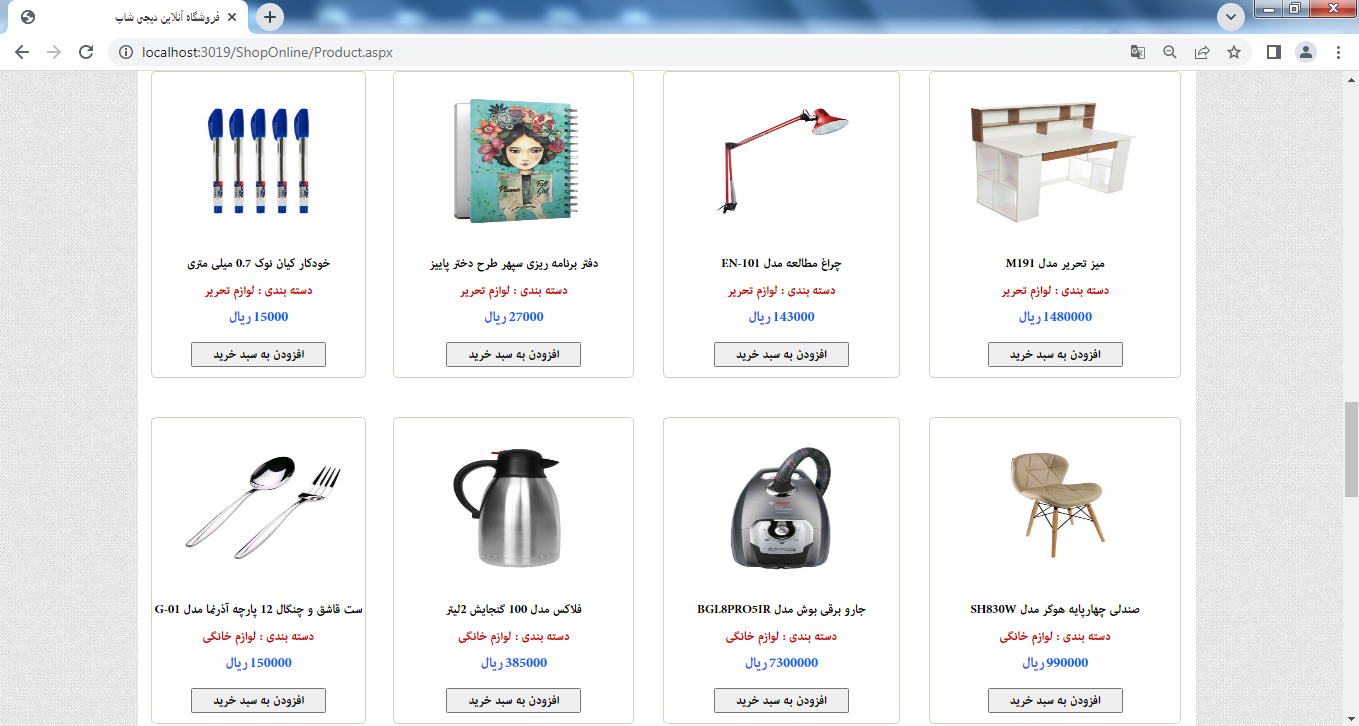 فروشگاه آنلاین دیجی شاپ
localhost:3019/ShopOnline/Product.aspx
میز تحریر مدل M191
دسته بندی : لوازم تحریر
1480000 ریال
افزودن به سبد خرید
چراغ مطالعه مدل EN-101
دسته بندی : لوازم تحریر
143000 ریال
افزودن به سبد خرید
Planner
Fall Girl
دفتر برنامه ریزی سپهر طرح دختر پاییز
دسته بندی : لوازم تحریر
27000 ریال
افزودن به سبد خرید
خودکار کیان نوک 0.7 میلی متری
دسته بندی : لوازم تحریر
15000 ریال
افزودن به سبد خرید
صندلی چهارپایه هوگر مدل SH830W
دسته بندی : لوازم خانگی
990000 ریال
افزودن به سبد خرید
جارو برقی بوش مدل BGL8PRO5IR
دسته بندی : لوازم خانگی
7300000 ریال
افزودن به سبد خرید
فلاکس مدل 100 گنجایش 2لیتر
دسته بندی : لوازم خانگی
385000 ریال
افزودن به سبد خرید
ست قاشق و چنگال 12 پارچه آذرنما مدل G-01
دسته بندی : لوازم خانگی
150000 ریال
افزودن به سبد خرید